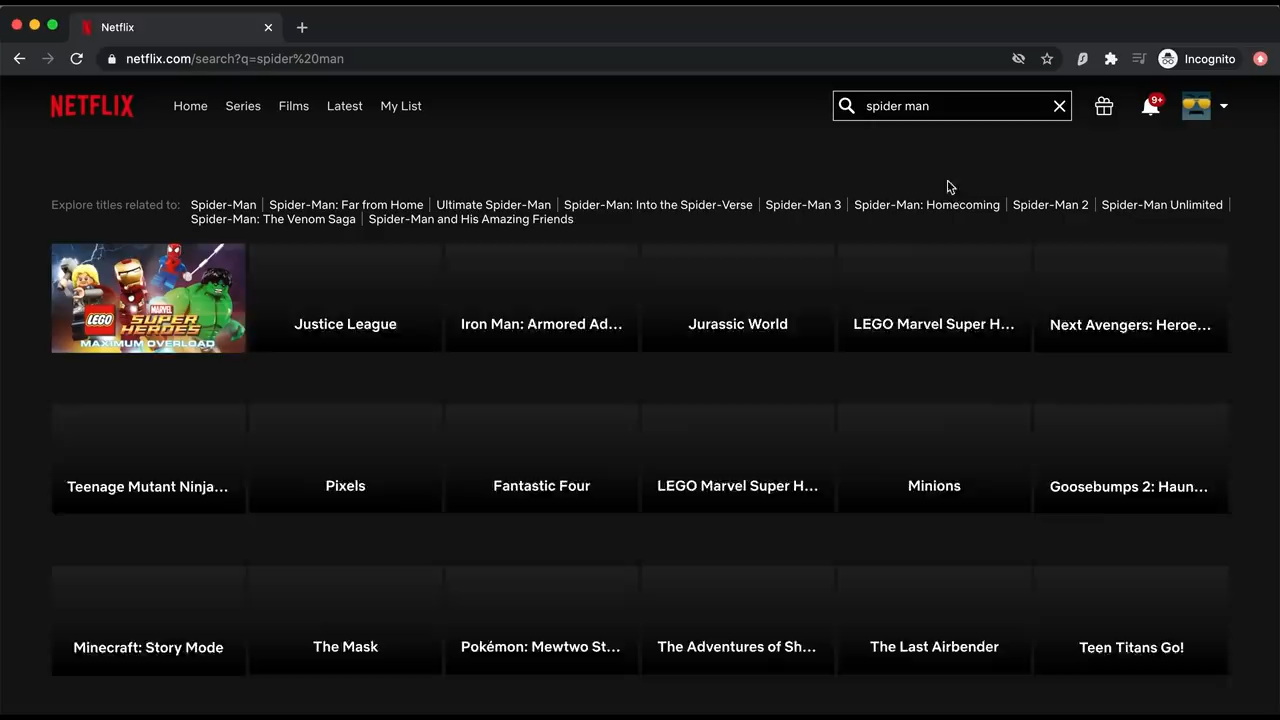 Netflix
netflix.com/search?q=spider%20man
Incognito
NETFLIX
Home
Series
Films
Latest
My List
spider man
9+
Explore titles related to: Spider-Man | Spider-Man: Far from Home | Ultimate Spider-Man | Spider-Man: Into the Spider-Verse | Spider-Man 3 | Spider-Man: Homecoming | Spider-Man 2 | Spider-Man Unlimited |
Spider-Man: The Venom Saga | Spider-Man and His Amazing Friends
LEGO
MARVEL
SUPER
HEROES
MAXIMUM OVERLOAD
Justice League
Iron Man: Armored Ad...
Jurassic World
LEGO Marvel Super H...
Next Avengers: Heroe...
Teenage Mutant Ninja...
Pixels
Fantastic Four
LEGO Marvel Super H...
Minions
Goosebumps 2: Haun...
Minecraft: Story Mode
The Mask
Pokémon: Mewtwo St...
The Adventures of Sh...
The Last Airbender
Teen Titans Go!